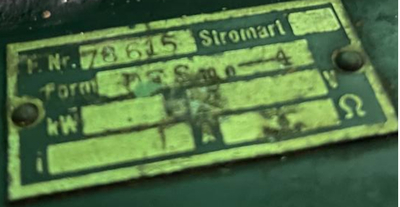 F. Nr. 78615 Stromart
Form
kW V
i A Ω